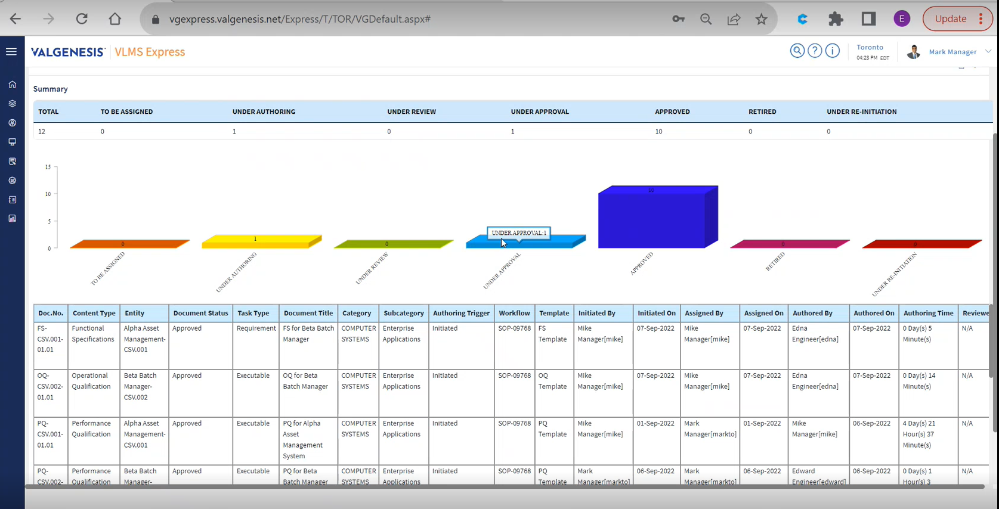 vgexpress.valgenesis.net/Express/T/TOR/VGDefault.aspx#
E
Update
VALGENESIS™ VLMS Express
Toronto
04:23 PM EDT
Mark Manager
Summary
TOTAL TO BE ASSIGNED UNDER AUTHORING UNDER REVIEW UNDER APPROVAL APPROVED RETIRED UNDER RE-INITIATION
12 0 1 0 1 10 0 0
15
10
5
0
0
1
0
UNDER APPROVAL:1
10
0
0
TO BE ASSIGNED
UNDER AUTHORING
UNDER REVIEW
UNDER APPROVAL
APPROVED
RETIRED
UNDER RE-INITIATION
Doc.No. Content Type Entity Document Status Task Type Document Title Category Subcategory Authoring Trigger Workflow Template Initiated By Initiated On Assigned By Assigned On Authored By Authored On Authoring Time Reviewe
FS- Functional Alpha Asset Approved Requirement FS for Beta Batch COMPUTER Enterprise Initiated SOP-09768 FS Mike 07-Sep-2022 Mike 07-Sep-2022 Edna 07-Sep-2022 0 Day(s) 5 N/A
CSV.001- Specifications Management- Manager SYSTEMS Applications Template Manager[mike] Manager[mike] Engineer[edna] Minute(s)
01.01 CSV.001
OQ- Operational Beta Batch Approved Executable OQ for Beta COMPUTER Enterprise Initiated SOP-09768 OQ Mike 07-Sep-2022 Mike 07-Sep-2022 Edna 07-Sep-2022 0 Day(s) 14 N/A
CSV.002- Qualification Manager- Batch Manager SYSTEMS Applications Template Manager[mike] Manager[mike] Engineer[edna] Minute(s)
01.01 CSV.002
PQ- Performance Alpha Asset Approved Executable PQ for Alpha COMPUTER Enterprise Initiated SOP-09768 PQ Mike 01-Sep-2022 Mark 01-Sep-2022 Mike 06-Sep-2022 4 Day(s) 21 N/A
CSV.001- Qualification Management- Asset SYSTEMS Applications Template Manager[mike] Manager[markto] Manager[mike] Hour(s) 37
01.01 CSV.001 Management Minute(s)
System
PQ- Performance Beta Batch Approved Executable PQ for Beta COMPUTER Enterprise Initiated SOP-09768 PQ Mark 06-Sep-2022 Mark 06-Sep-2022 Edward 06-Sep-2022 0 Day(s) 1 N/A
CSV.002- Qualification Manager- Batch Manager SYSTEMS Applications Template Manager[markto] Manager[markto] Engineer[edward] Hour(s) 3